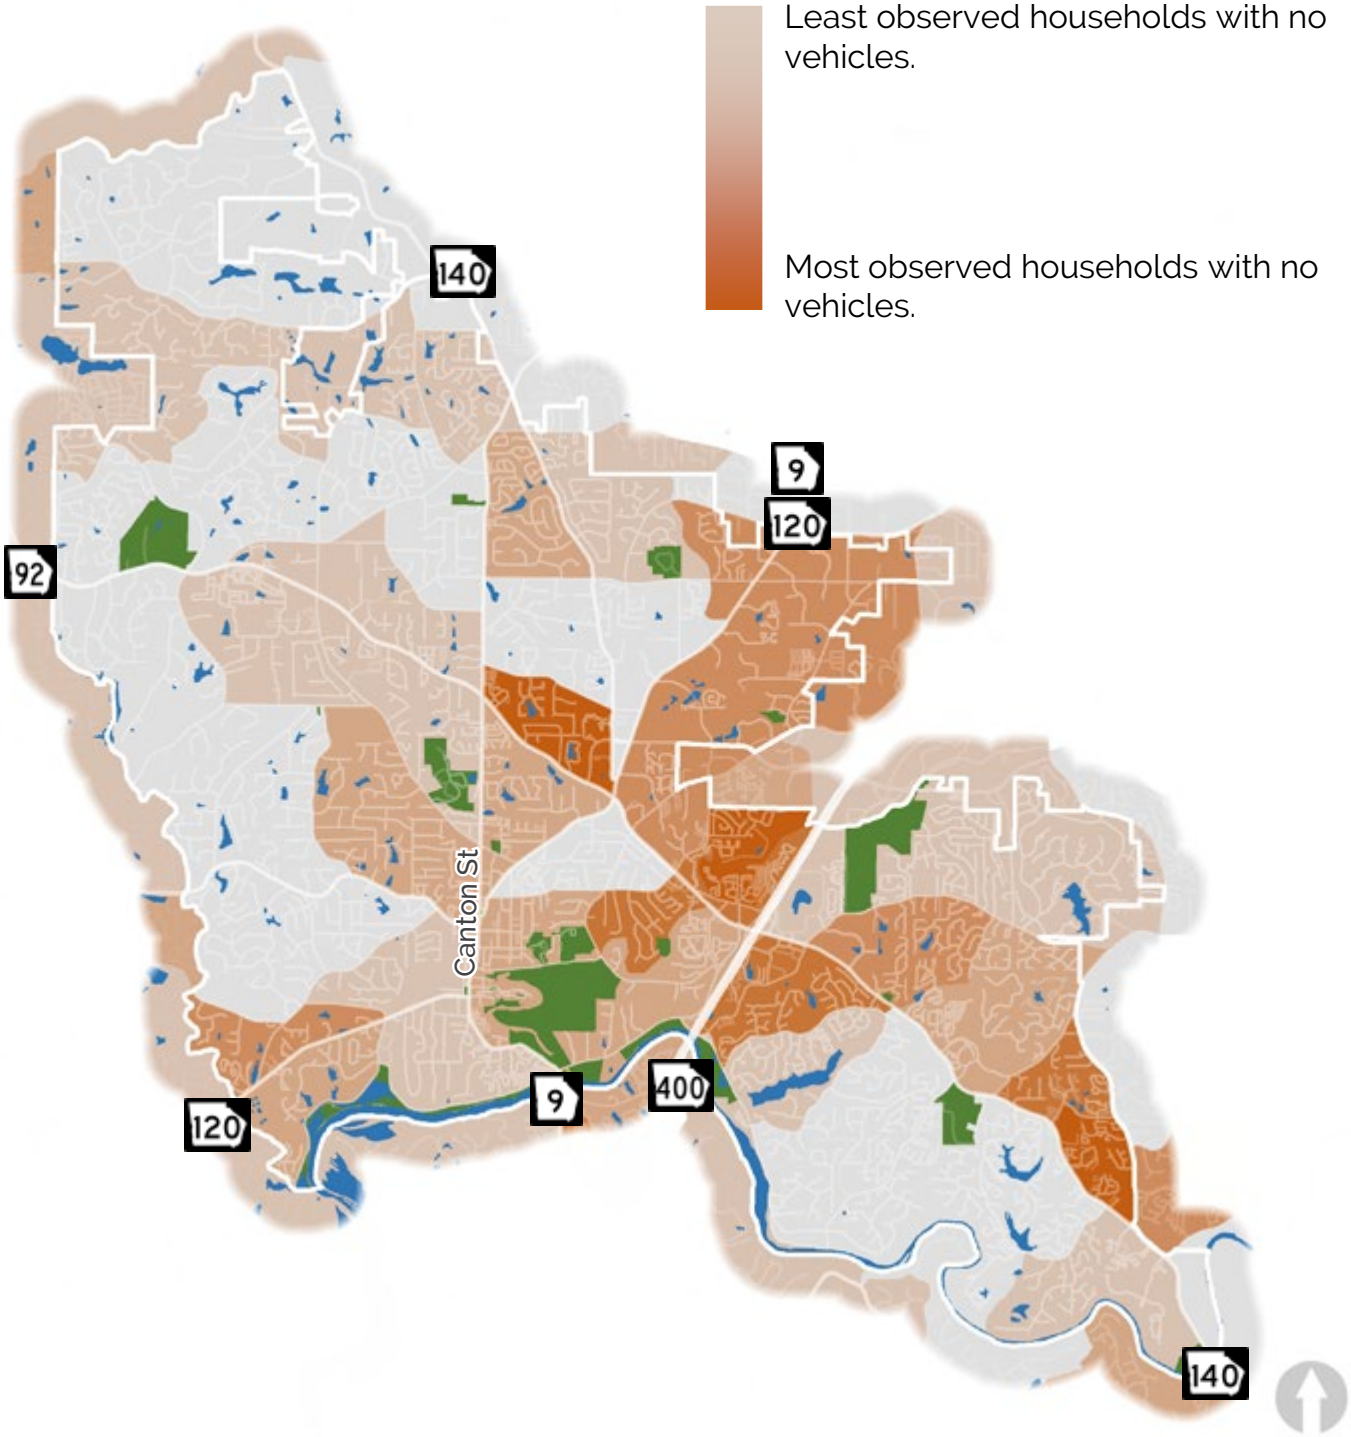 Least observed households with no
vehicles.
Most observed households with no
vehicles.
140
9
120
92
Canton St
9
400
120
140